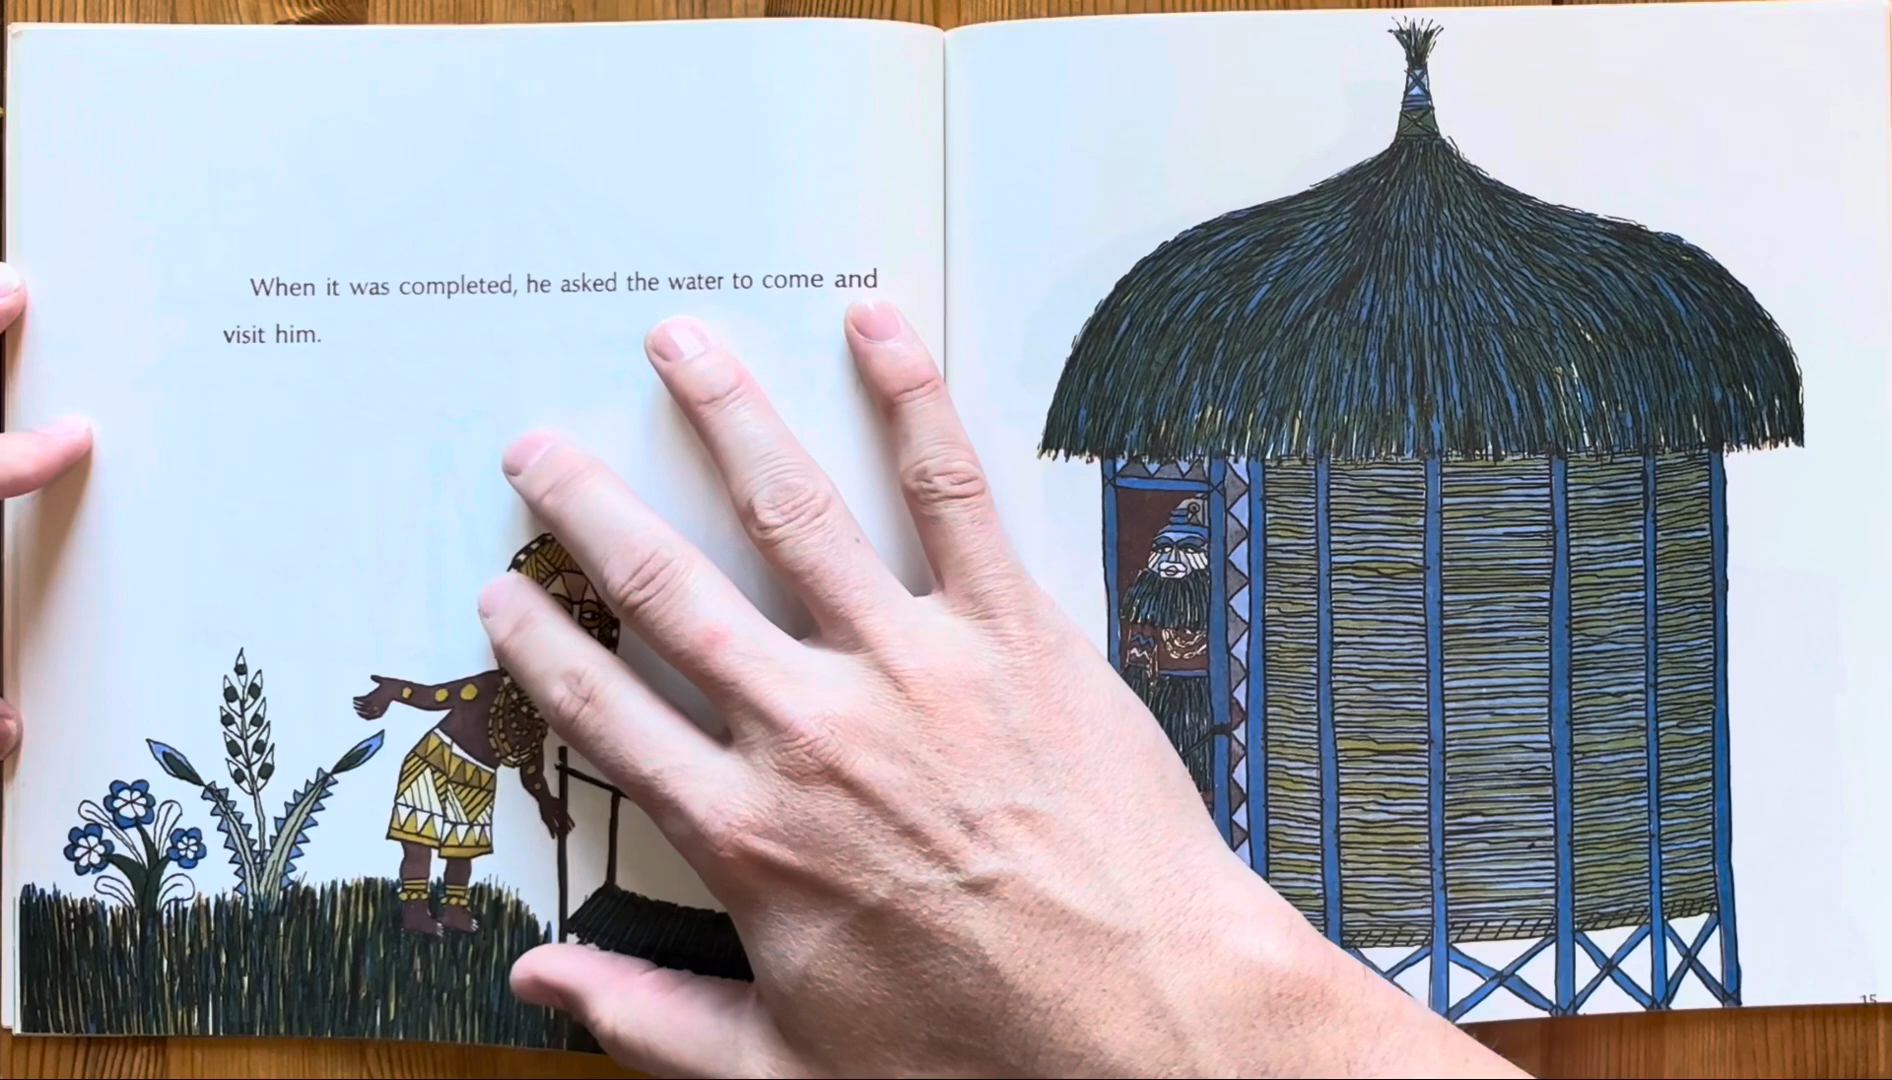 When it was completed, he asked the water to come and
visit him.
15